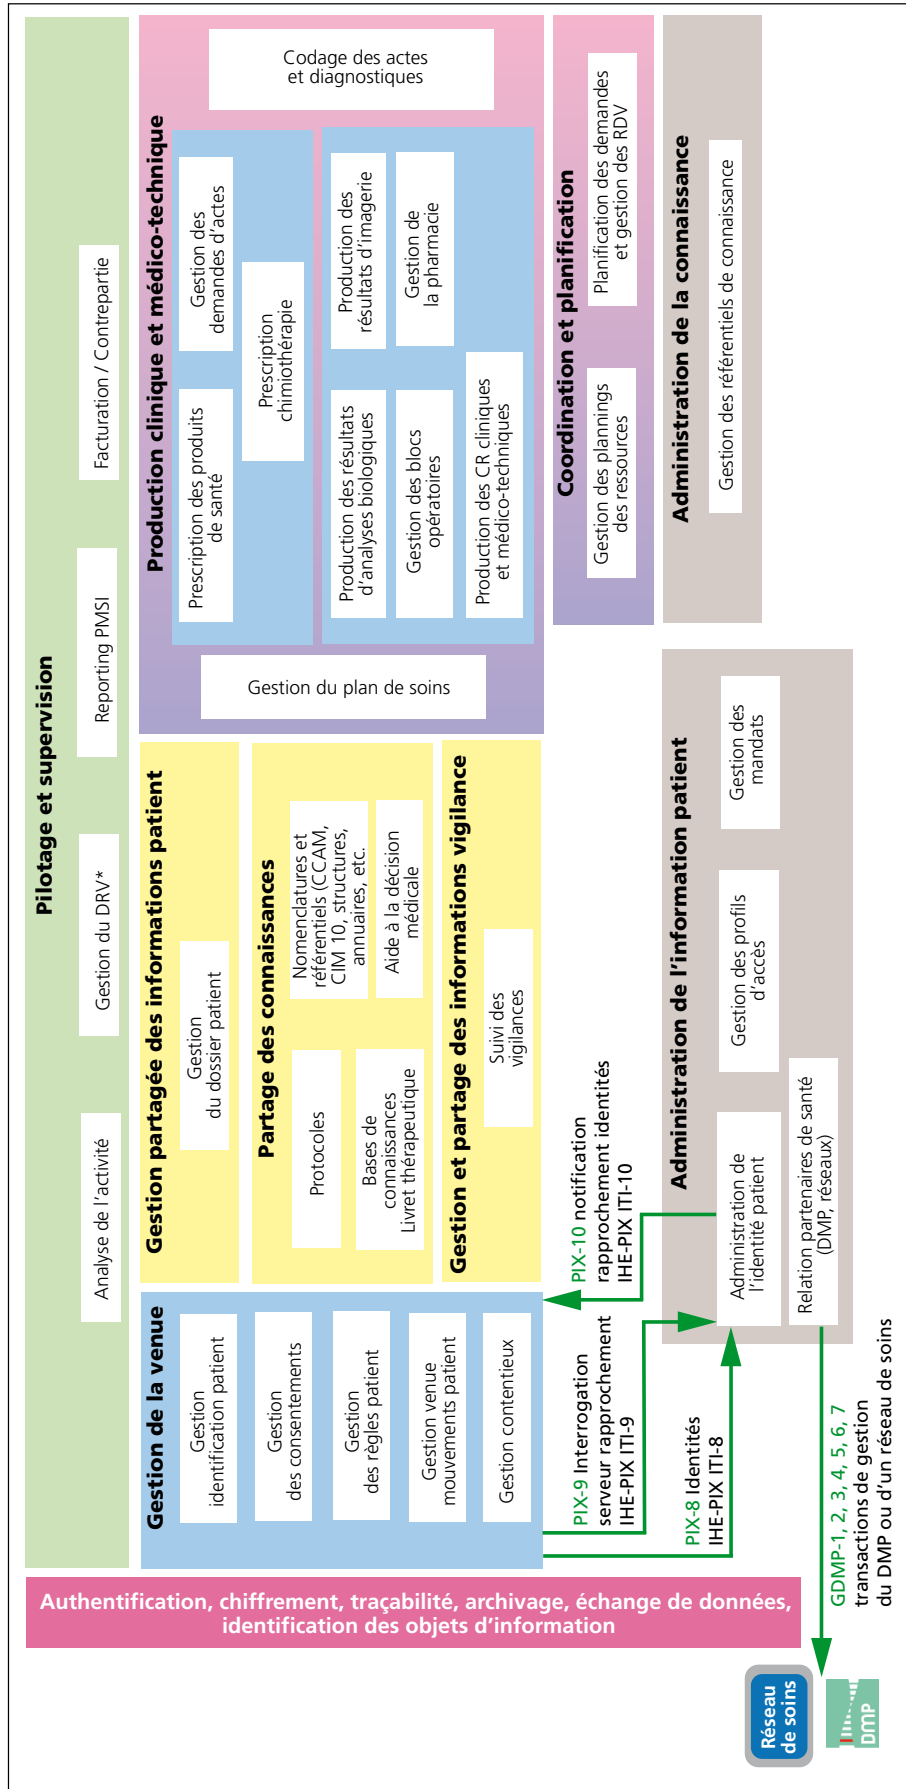 Pilotage et supervision
Analyse de l'activité
Gestion du DRV*
Reporting PMSI
Facturation / Contrepartie
Authentification, chiffrement, traçabilité, archivage, échange de données,
identification des objets d'information
Gestion de la venue
Gestion
identification patient
Gestion
des consentements
Gestion
des règles patient
Gestion venue
mouvements patient
Gestion contentieux
Gestion partagée des informations patient
Gestion
du dossier patient
Partage des connaissances
Protocoles
Nomenclatures et
référentiels (CCAM,
CIM 10, structures,
annuaires, etc.
Bases de
connaissances
Livret thérapeutique
Aide à la décision
médicale
Gestion et partage des informations vigilance
Suivi des
vigilances
Production clinique et médico-technique
Gestion du plan de soins
Prescription des produits
de santé
Gestion des
demandes d'actes
Prescription
chimiothérapie
Production des résultats
d'analyses biologiques
Production des
résultats d'imagerie
Gestion des blocs
opératoires
Gestion de
la pharmacie
Production des CR cliniques
et médico-techniques
Codage des actes
et diagnostiques
Coordination et planification
Gestion des plannings
des ressources
Planification des demandes
et gestion des RDV
Administration de la connaissance
Gestion des référentiels de connaissance
PIX-9 Interrogation
serveur rapprochement
IHE-PIX ITI-9
PIX-10 notification
rapprochement identités
IHE-PIX ITI-10
PIX-8 Identités
IHE-PIX ITI-8
Administration de l'information patient
Administration de
l'identité patient
Gestion des profils
d'accès
Gestion des
mandats
Relation partenaires de santé
(DMP, réseaux)
GDMP-1, 2, 3, 4, 5, 6, 7
transactions de gestion
du DMP ou d'un réseau de soins
Réseau
de soins
DMP